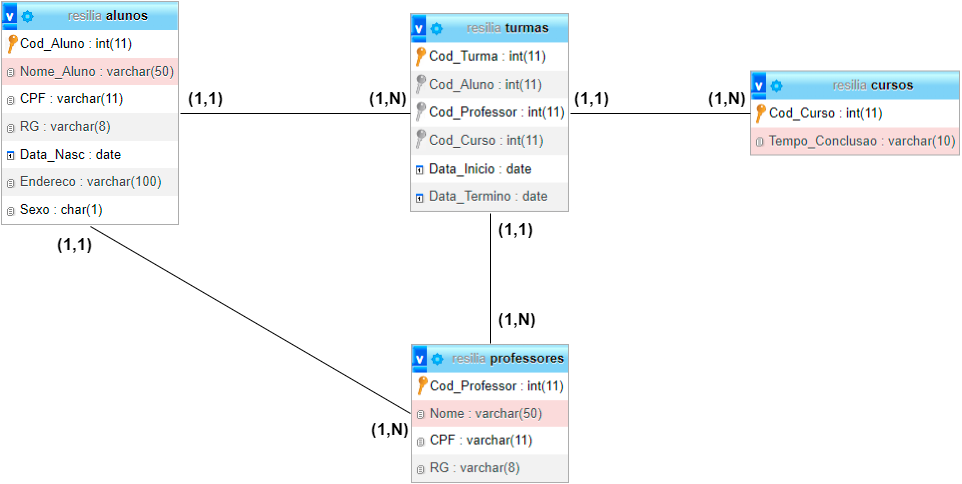 resilia alunos
Cod_Aluno : int(11)
Nome_Aluno : varchar(50)
CPF : varchar(11)
RG : varchar(8)
Data_Nasc : date
Endereco : varchar(100)
Sexo : char(1)
(1,1)
(1,N)
resilia turmas
Cod_Turma : int(11)
Cod_Aluno : int(11)
Cod_Professor : int(11)
Cod_Curso : int(11)
Data_Inicio : date
Data_Termino : date
(1,1)
(1,N)
resilia cursos
Cod_Curso : int(11)
Tempo_Conclusao : varchar(10)
(1,1)
(1,1)
(1,N)
(1,N)
resilia professores
Cod_Professor : int(11)
Nome : varchar(50)
CPF : varchar(11)
RG : varchar(8)